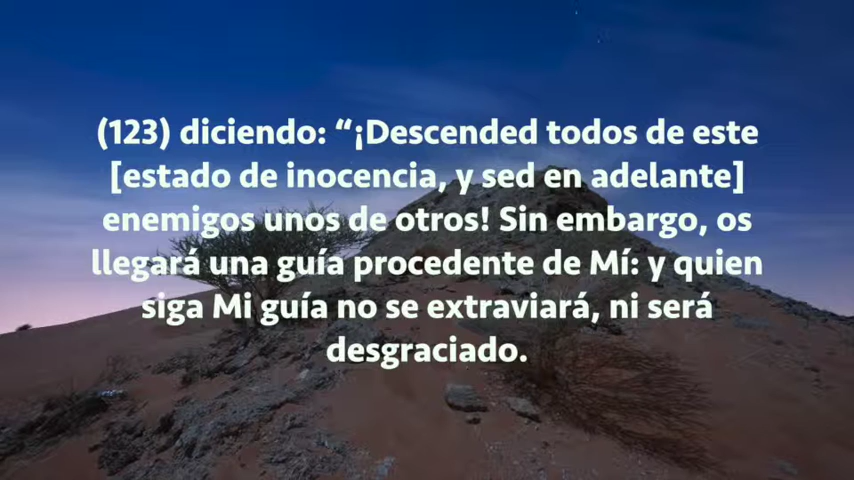 (123) diciendo: “¡Descended todos de este
[estado de inocencia, y sed en adelante]
enemigos unos de otros! Sin embargo, os
llegará una guía procedente de Mí: y quien
siga Mi guía no se extraviará, ni será
desgraciado.